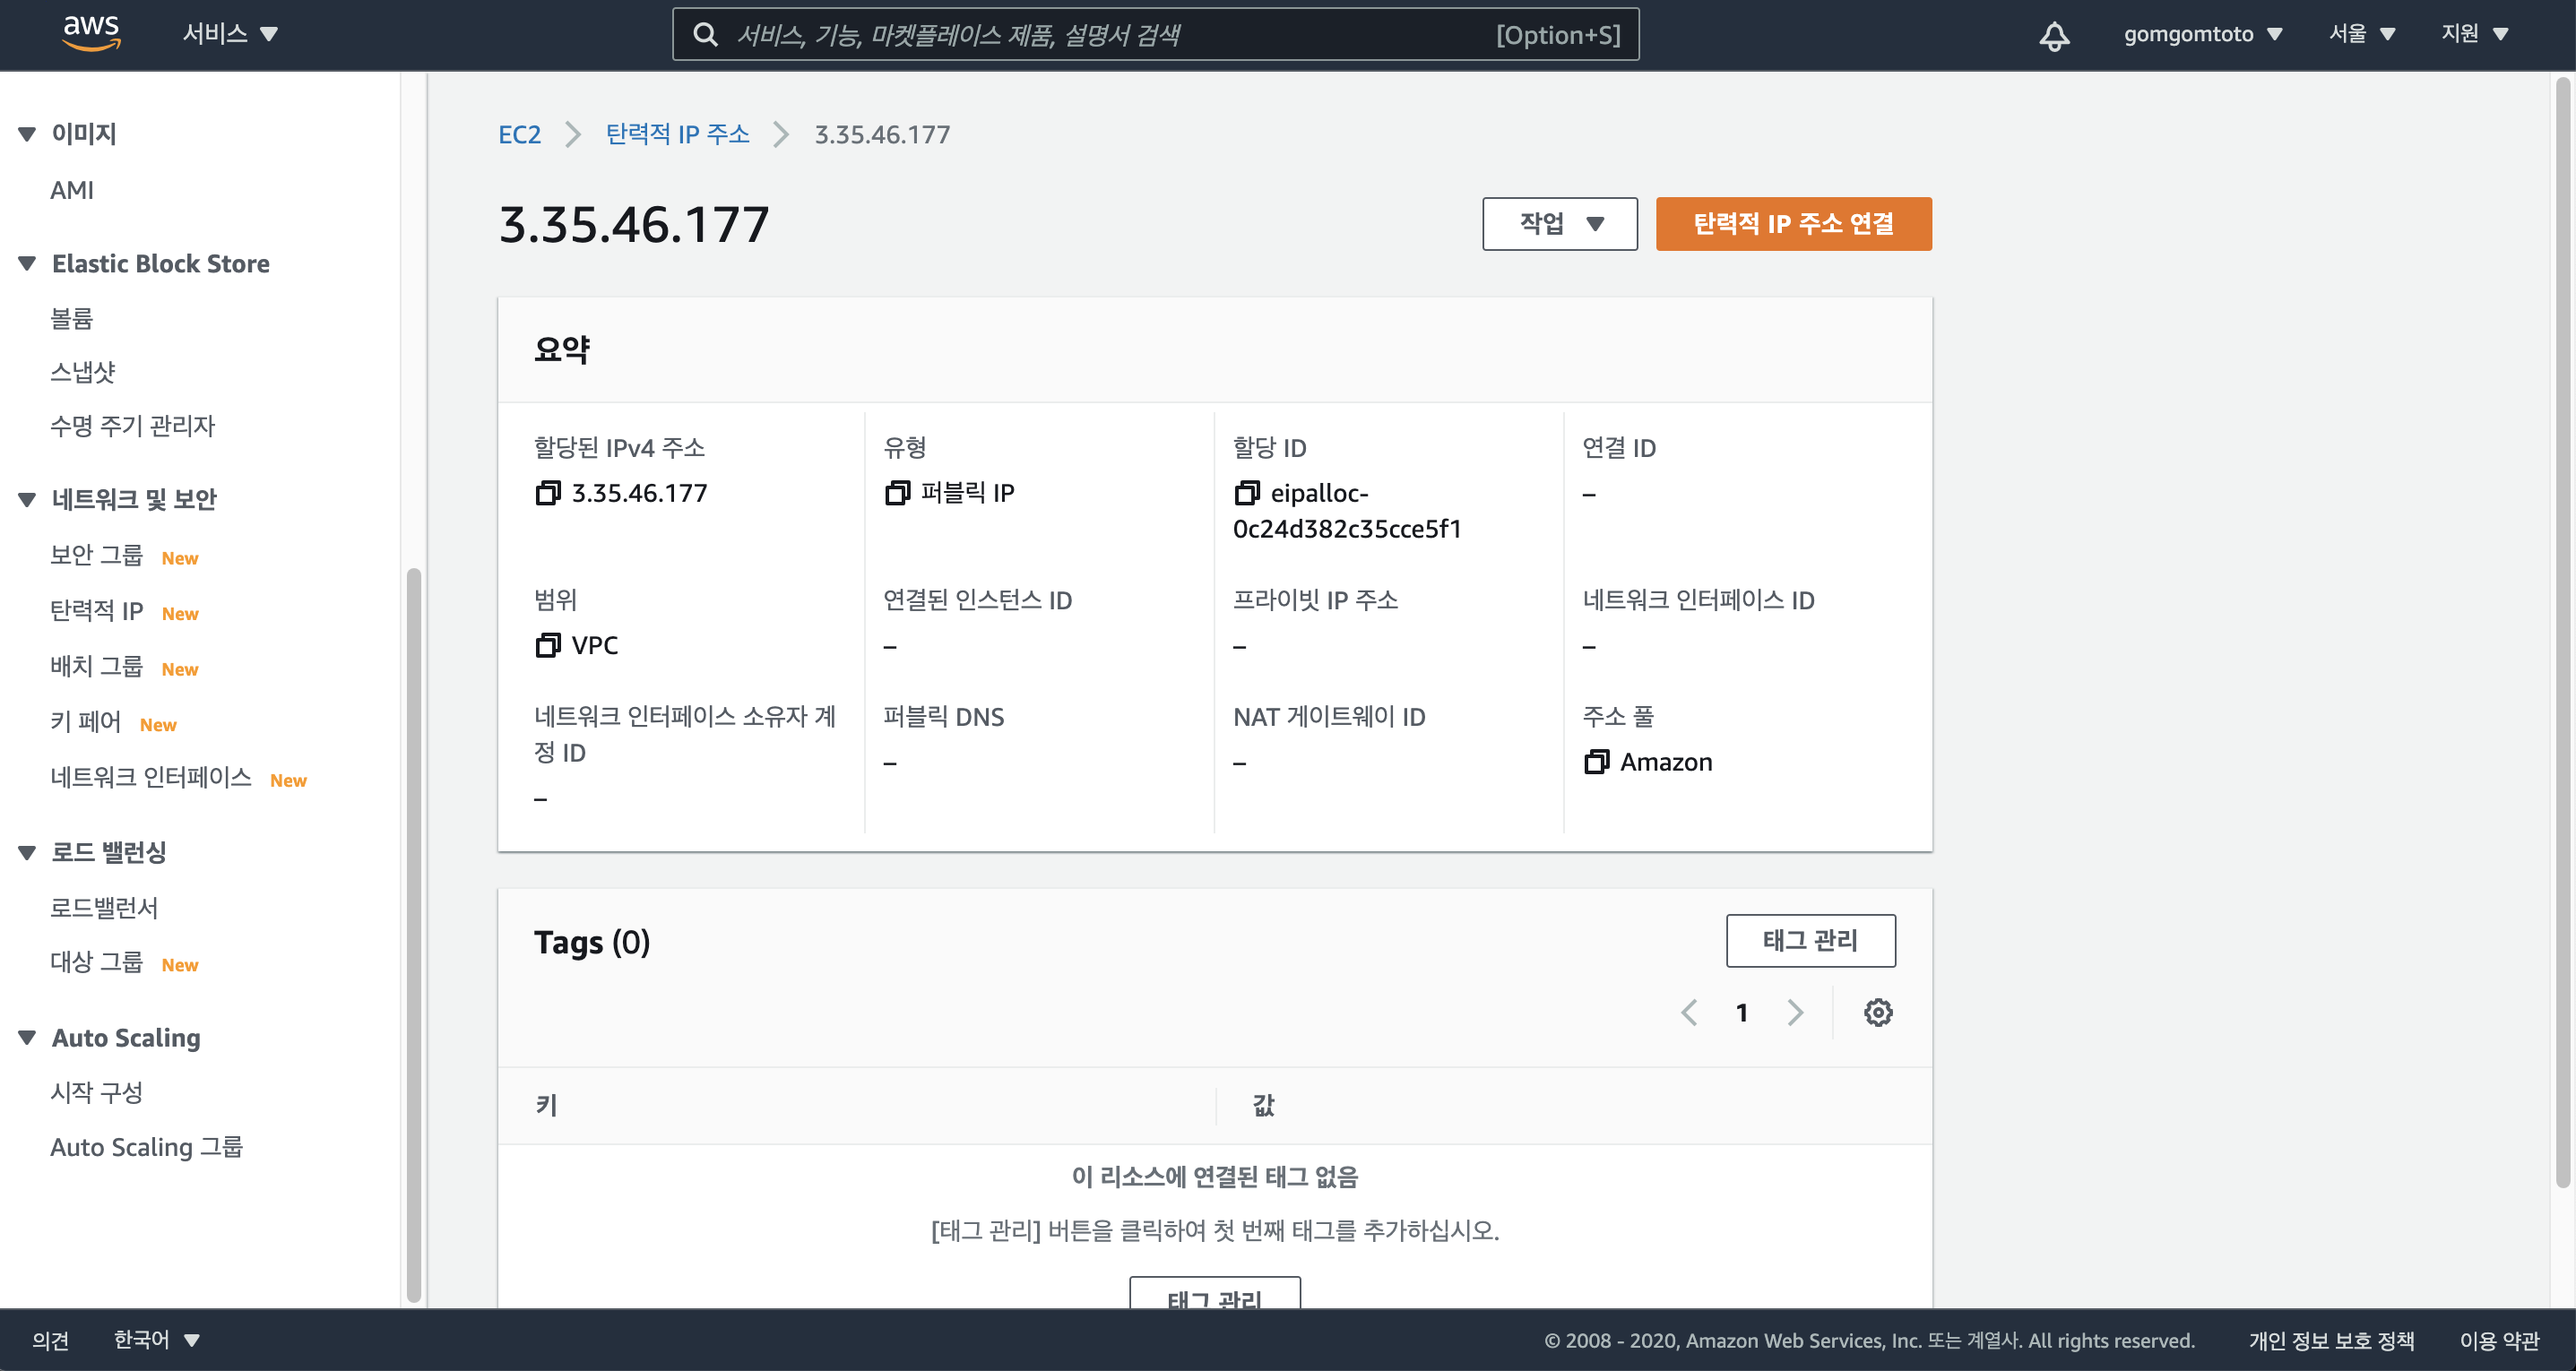 aws 서비스 서비스, 기능, 마켓플레이스 제품, 설명서 검색 [Option+S] gomgomtoto 서울 지원
이미지
AMI
Elastic Block Store
볼륨
스냅샷
수명 주기 관리자
네트워크 및 보안
보안 그룹 New
탄력적 IP New
배치 그룹 New
키 페어 New
네트워크 인터페이스 New
로드 밸런싱
로드밸런서
대상 그룹 New
Auto Scaling
시작 구성
Auto Scaling 그룹
EC2 탄력적 IP 주소 3.35.46.177
3.35.46.177 작업 탄력적 IP 주소 연결
요약
할당된 IPv4 주소
3.35.46.177
유형
퍼블릭 IP
할당 ID
eipalloc-
0c24d382c35cce5f1
연결 ID
–
범위
VPC
연결된 인스턴스 ID
–
프라이빗 IP 주소
–
네트워크 인터페이스 ID
–
네트워크 인터페이스 소유자 계
정 ID
–
퍼블릭 DNS
–
NAT 게이트웨이 ID
–
주소 풀
Amazon
Tags (0) 태그 관리
1
키 값
이 리소스에 연결된 태그 없음
[태그 관리] 버튼을 클릭하여 첫 번째 태그를 추가하십시오.
태그 관리
의견 한국어 © 2008 - 2020, Amazon Web Services, Inc. 또는 계열사. All rights reserved. 개인 정보 보호 정책 이용 약관